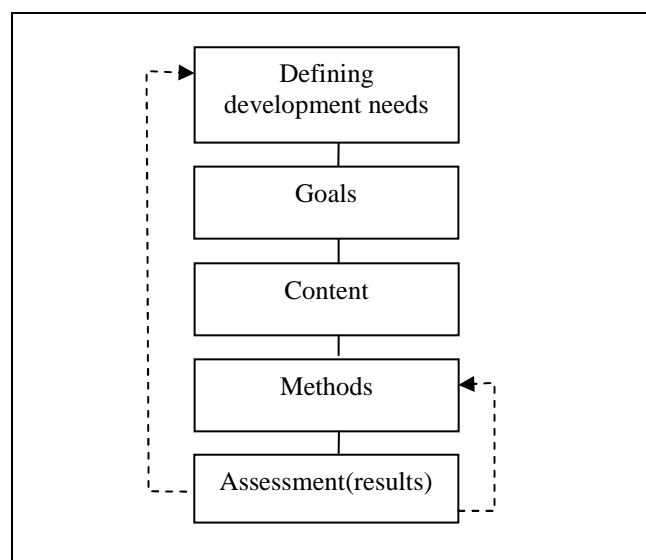 Defining
development needs
Goals
Content
Methods
Assessment(results)